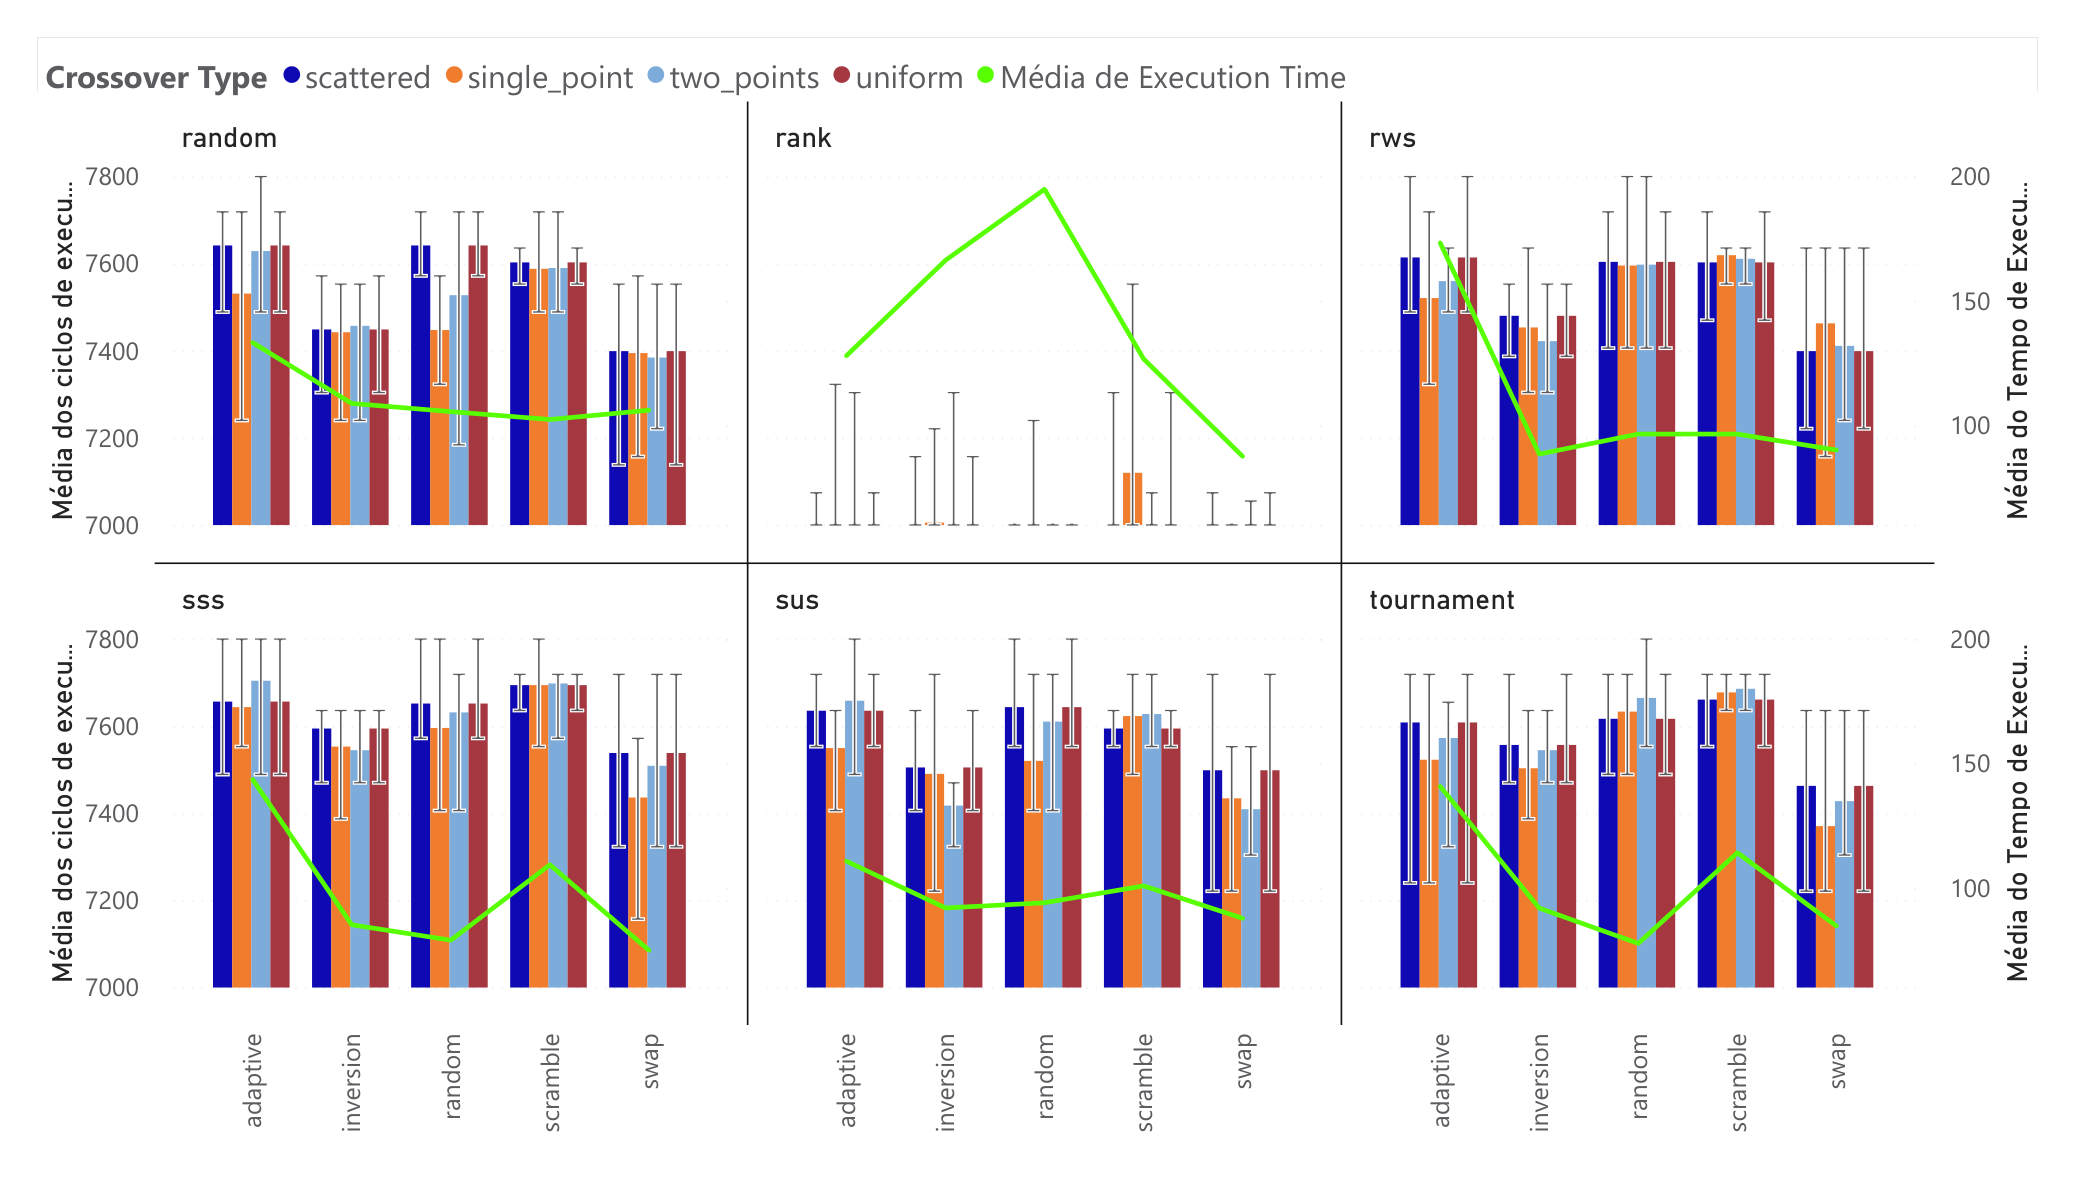 Crossover Type scattered single_point two_points uniform Média de Execution Time
random
rank
rws
Média dos ciclos de execu...
7800
7600
7400
7200
7000
200
150
100
Média do Tempo de Execu...
sss
sus
tournament
Média dos ciclos de execu...
7800
7600
7400
7200
7000
200
150
100
Média do Tempo de Execu...
adaptive inversion random scramble swap
adaptive inversion random scramble swap
adaptive inversion random scramble swap